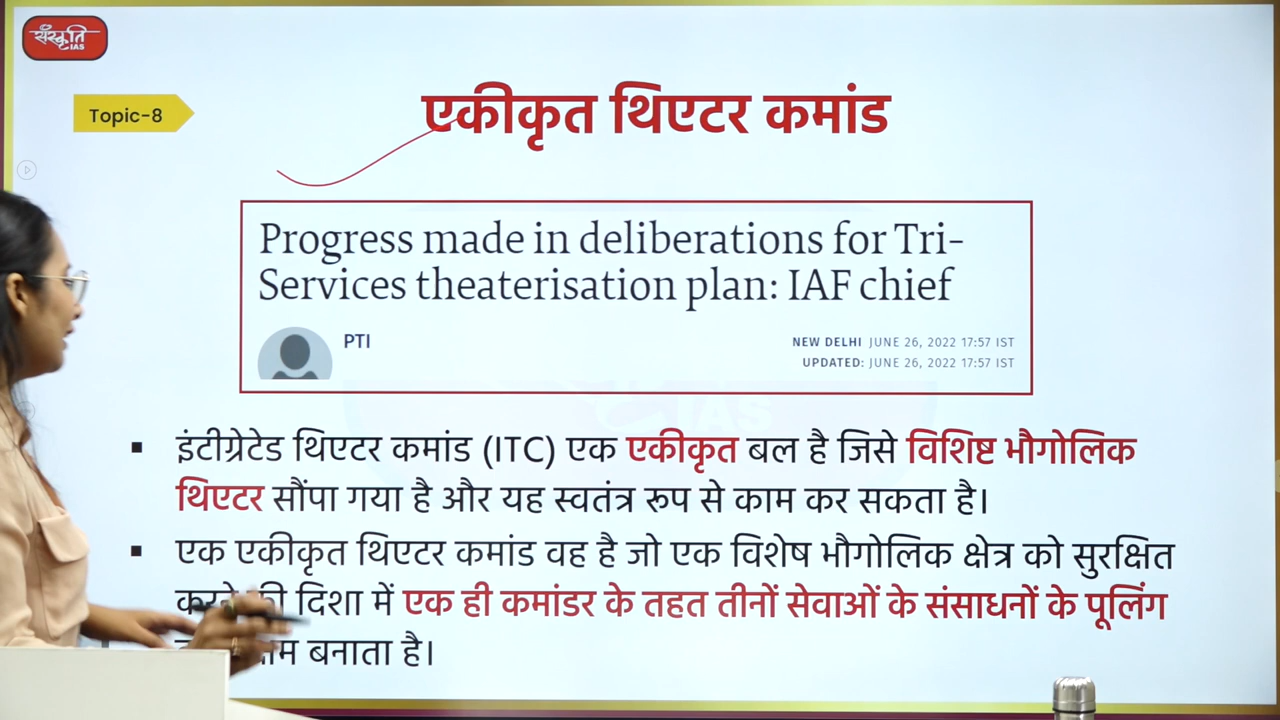 संस्कृति
IAS
Topic-8
एकीकृत थिएटर कमांड
Progress made in deliberations for Tri-
Services theaterisation plan: IAF chief
PTI
NEW DELHI JUNE 26, 2022 17:57 IST
UPDATED: JUNE 26, 2022 17:57 IST
▪ इंटीग्रेटेड थिएटर कमांड (ITC) एक एकीकृत बल है जिसे विशिष्ट भौगोलिक
थिएटर सौंपा गया है और यह स्वतंत्र रूप से काम कर सकता है।
▪ एक एकीकृत थिएटर कमांड वह है जो एक विशेष भौगोलिक क्षेत्र को सुरक्षित
करने की दिशा में एक ही कमांडर के तहत तीनों सेवाओं के संसाधनों के पूलिंग
बनाता है।